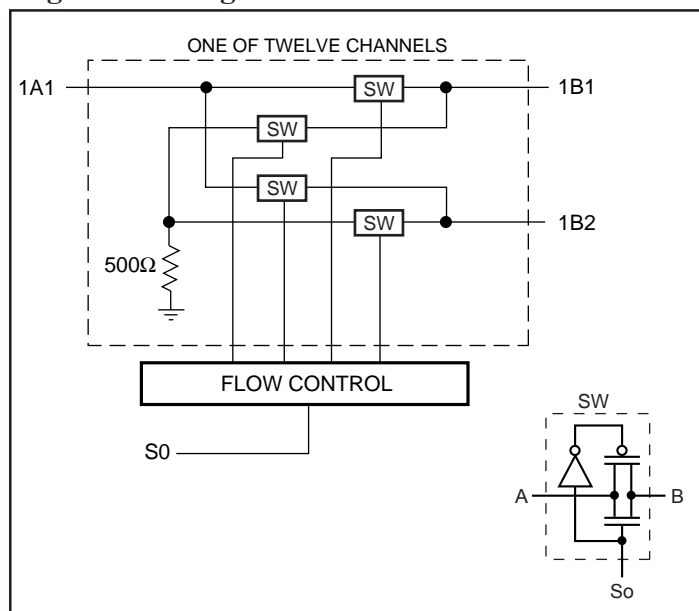 ONE OF TWELVE CHANNELS
1A1
SW
1B1
SW
SW
SW
1B2
500Ω
FLOW CONTROL
S0
SW
A
B
So